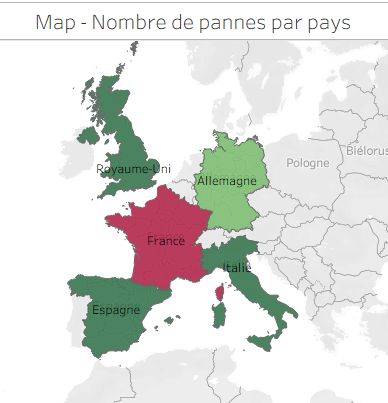 Map - Nombre de pannes par pays
Royaume-Uni
Biélorus
Pologne
Allemagne
France
Italie
Espagne